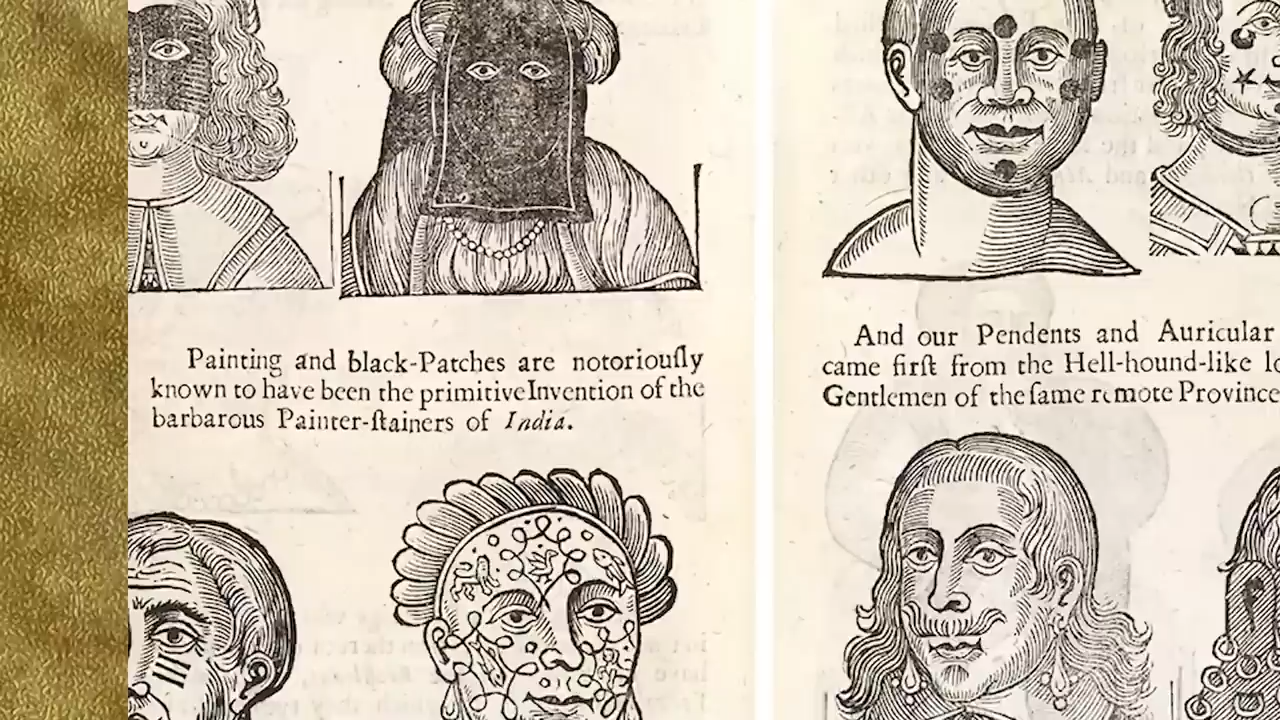 Painting and black-Patches are notoriouſly
known to have been the primitive Invention of the
barbarous Painter-ſtainers of India.
And our Pendents and Auricular
came firſt from the Hell-hound-like
Gentlemen of the ſame remote Province